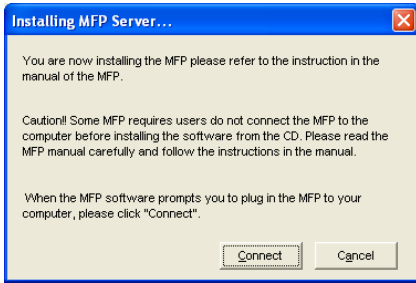 Installing MFP Server...
You are now installing the MFP please refer to the instruction in the
manual of the MFP.
Caution!! Some MFP requires users do not connect the MFP to the
computer before installing the software from the CD. Please read the
MFP manual carefully and follow the instructions in the manual.
When the MFP software prompts you to plug in the MFP to your
computer, please click "Connect".
Connect
Cancel